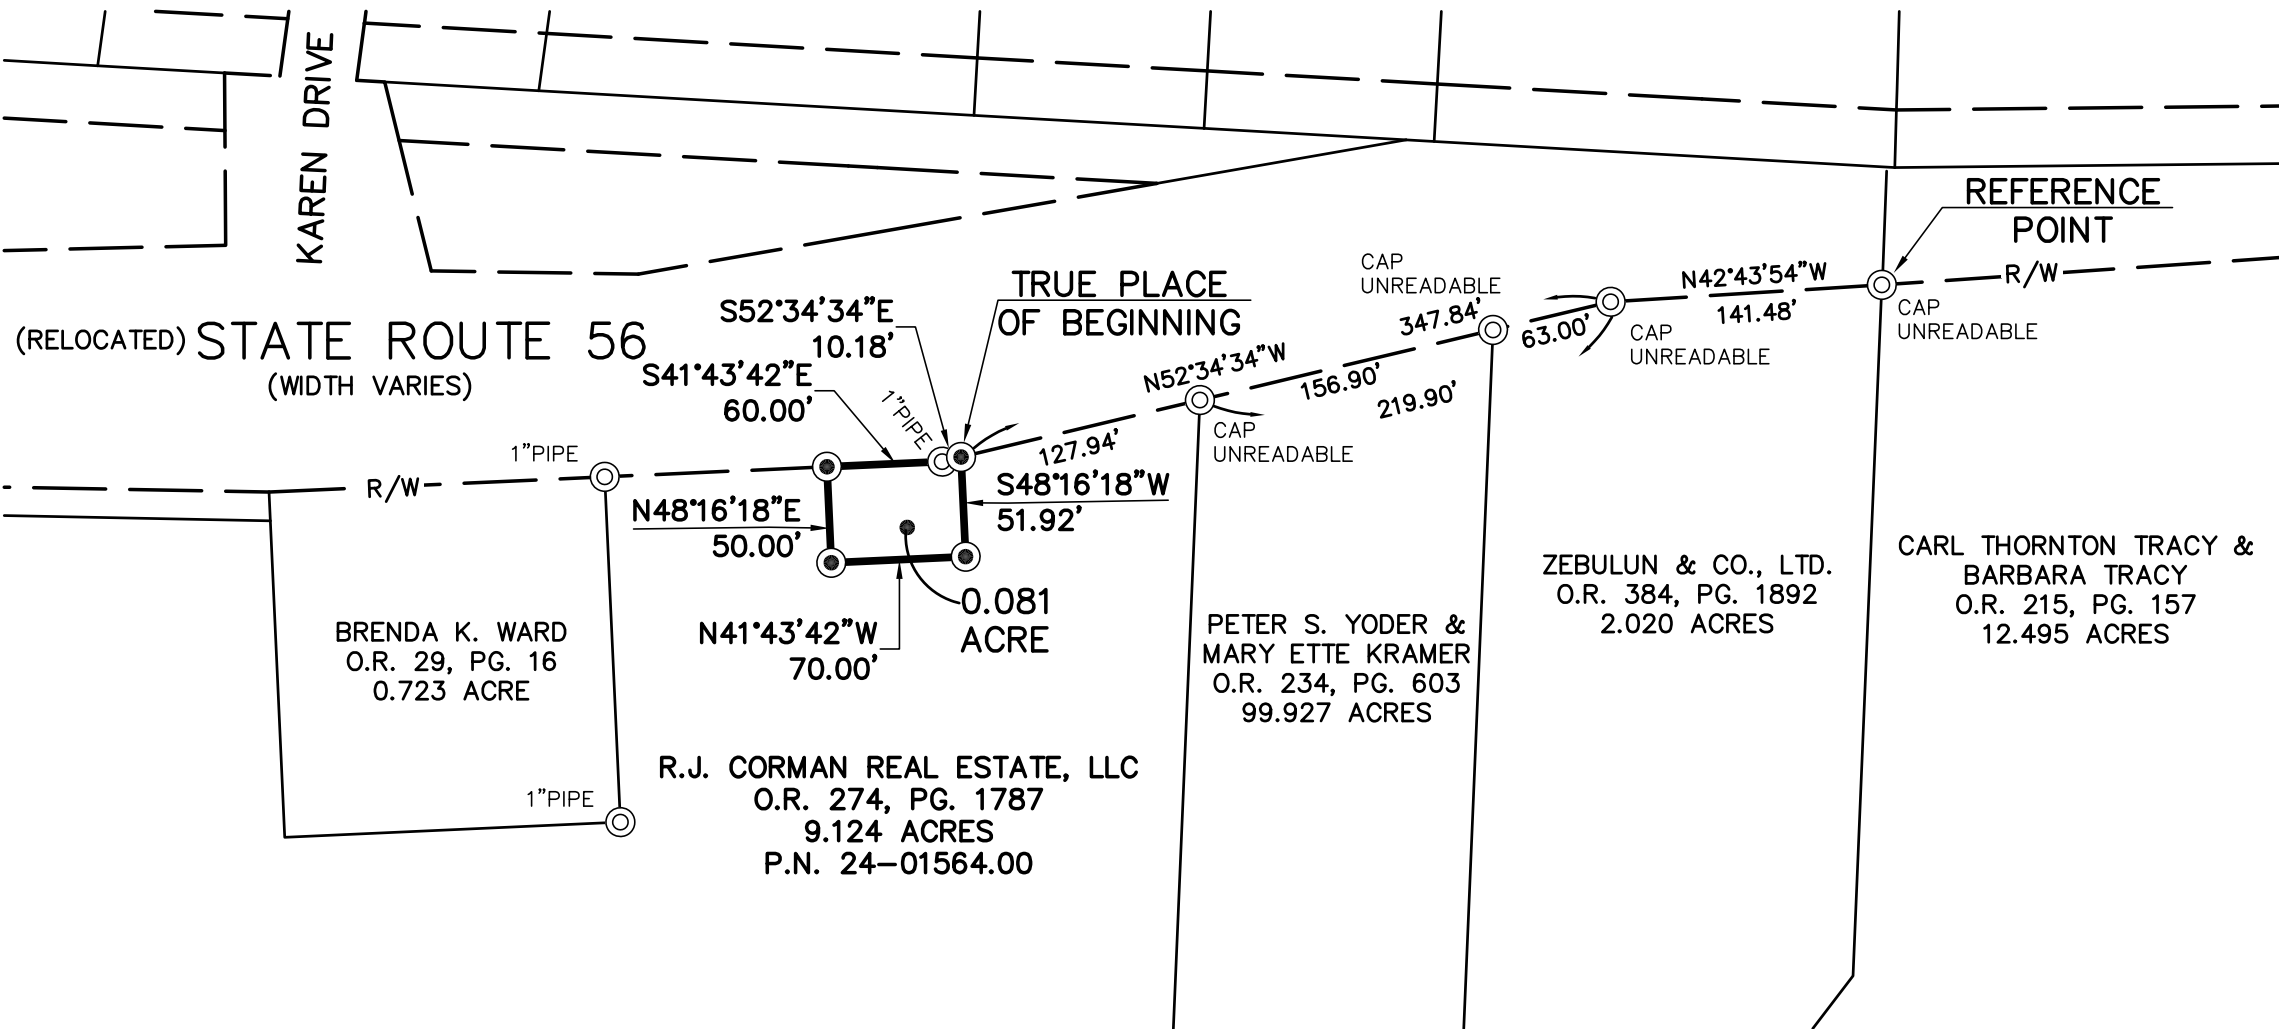 KAREN DRIVE
REFERENCE
POINT
R/W
CAP
UNREADABLE
N42°43'54"W
141.48'
CAP
UNREADABLE
CAP
UNREADABLE
347.84'
63.00'
TRUE PLACE
OF BEGINNING
S52°34'34"E
10.18'
(RELOCATED) STATE ROUTE 56
(WIDTH VARIES)
S41°43'42"E
60.00'
1"PIPE
N52°34'34"W
156.90'
219.90'
127.94'
CAP
UNREADABLE
1"PIPE
R/W
N48°16'18"E
50.00'
S48°16'18"W
51.92'
0.081
ACRE
N41°43'42"W
70.00'
BRENDA K. WARD
O.R. 29, PG. 16
0.723 ACRE
PETER S. YODER &
MARY ETTE KRAMER
O.R. 234, PG. 603
99.927 ACRES
ZEBULUN & CO., LTD.
O.R. 384, PG. 1892
2.020 ACRES
CARL THORNTON TRACY &
BARBARA TRACY
O.R. 215, PG. 157
12.495 ACRES
1"PIPE
R.J. CORMAN REAL ESTATE, LLC
O.R. 274, PG. 1787
9.124 ACRES
P.N. 24-01564.00